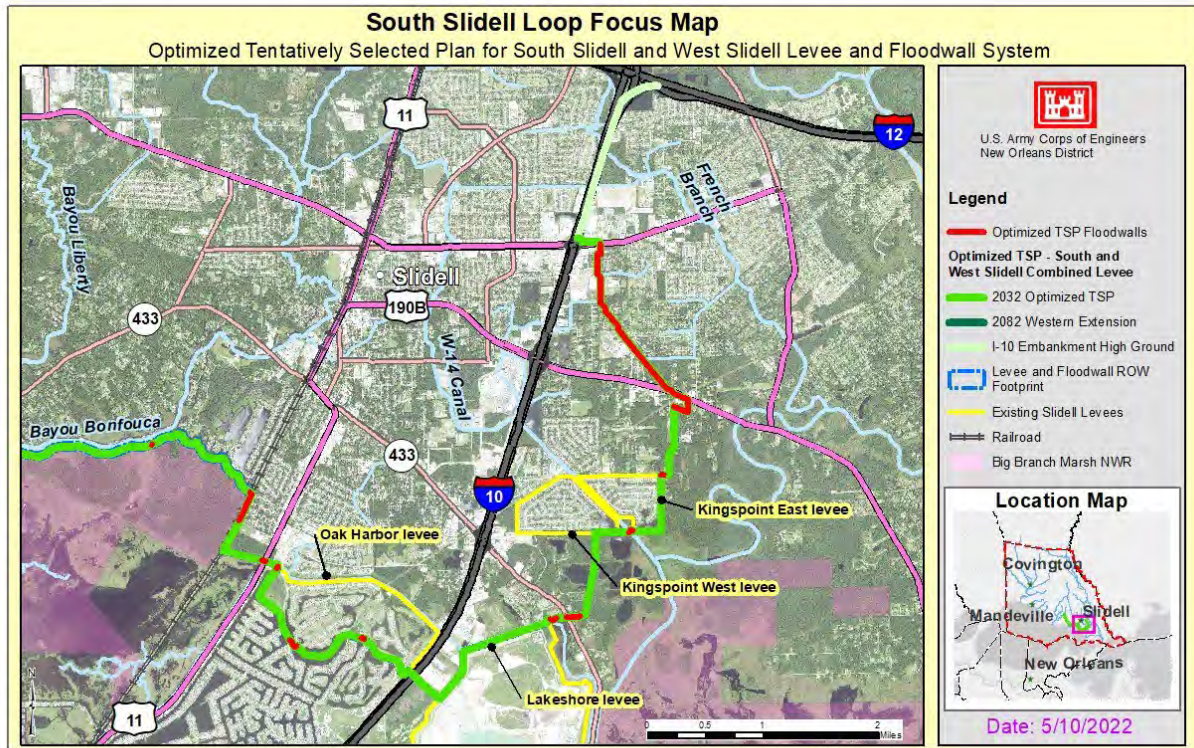 South Slidell Loop Focus Map
Optimized Tentatively Selected Plan for South Slidell and West Slidell Levee and Floodwall System
11
12
French
Branch
Bayou Liberty
Slidell
190B
433
W-14 Canal
Bayou Bonfouca
433
10
Kingspoint East levee
Oak Harbor levee
Kingspoint West levee
Lakeshore levee
11
N
0 0.5 1 2
Miles
U.S. Army Corps of Engineers
New Orleans District
Legend
Optimized TSP Floodwalls
Optimized TSP - South and
West Slidell Combined Levee
2032 Optimized TSP
2082 Western Extension
I-10 Embankment High Ground
Levee and Floodwall ROW
Footprint
Existing Slidell Levees
Railroad
Big Branch Marsh NWR
Location Map
Covington
Mandeville
Slidell
New Orleans
Date: 5/10/2022